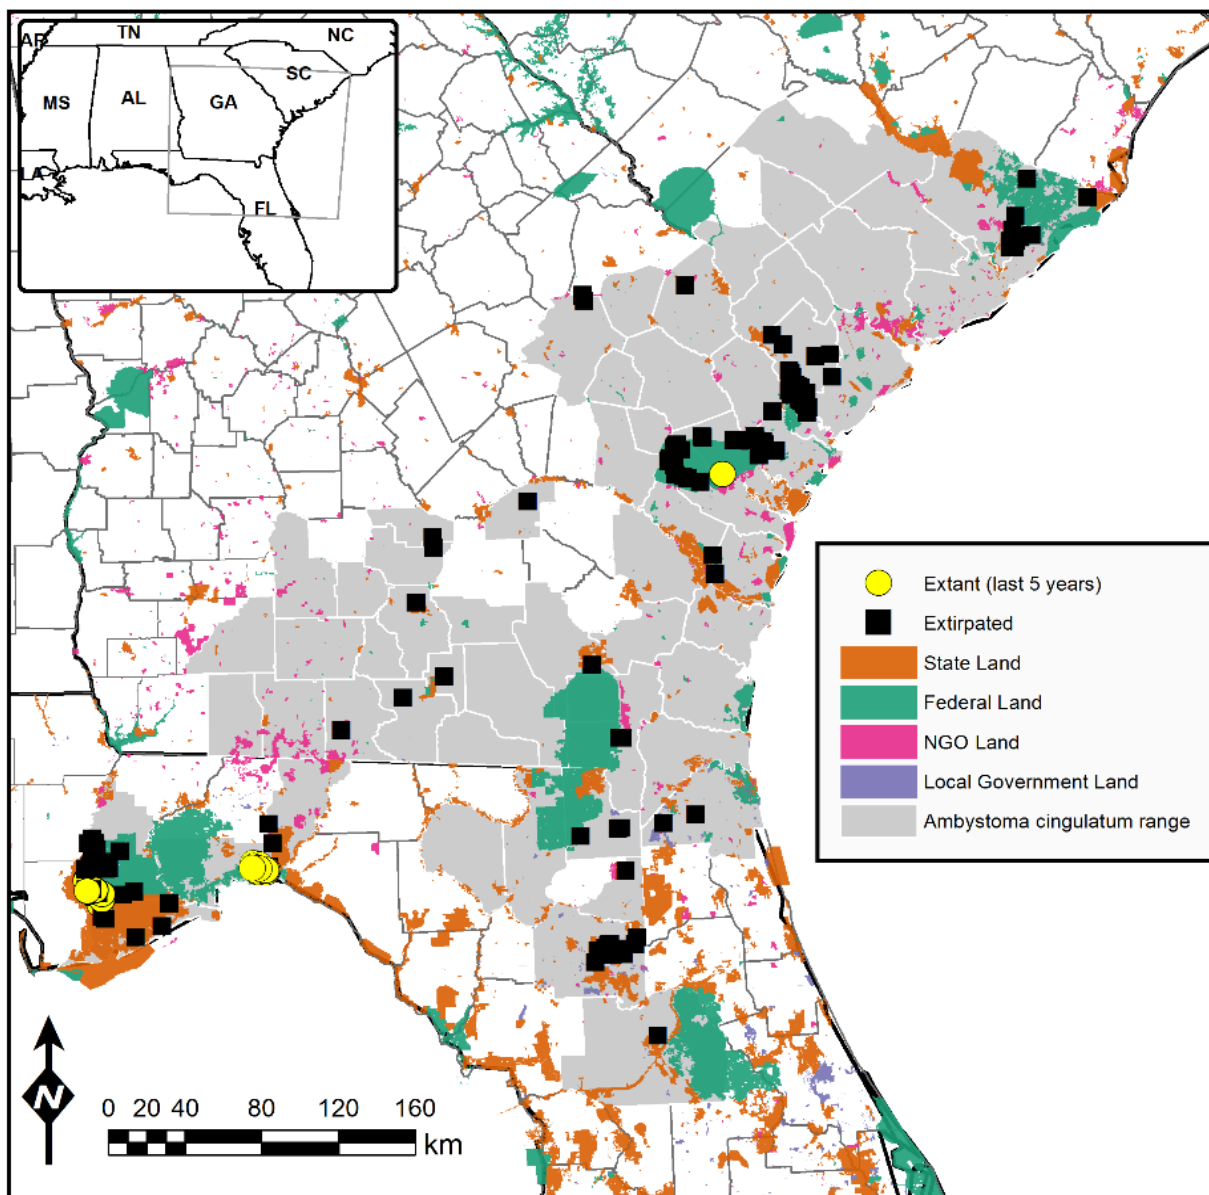 TN
NC
AR
SC
MS
AL
GA
LA
FL
Extant (last 5 years)
Extirpated
State Land
Federal Land
NGO Land
Local Government Land
Ambystoma cingulatum range
N
0 20 40 80 120 160
km